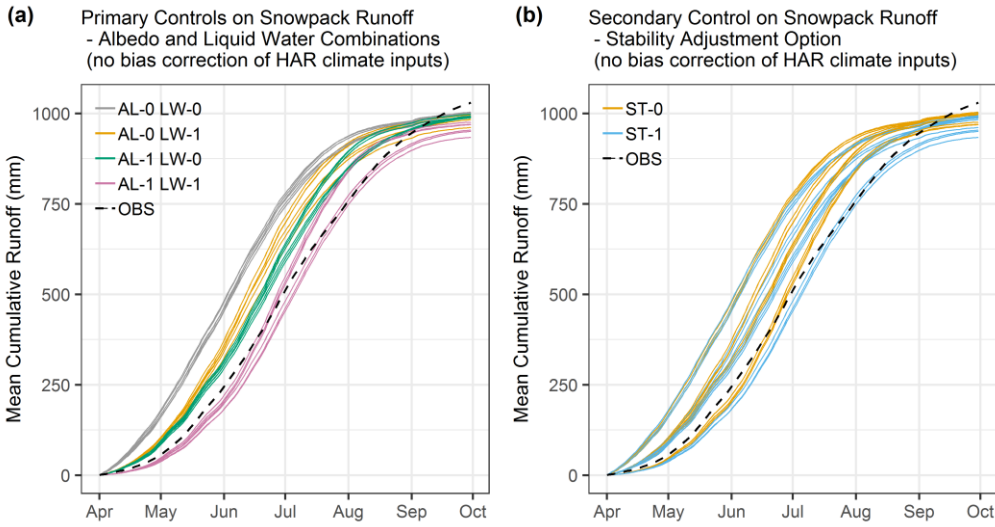 (a)
Primary Controls on Snowpack Runoff
- Albedo and Liquid Water Combinations
(no bias correction of HAR climate inputs)
Mean Cumulative Runoff (mm)
1000
750
500
250
0
AL-0 LW-0
AL-0 LW-1
AL-1 LW-0
AL-1 LW-1
OBS
Apr May Jun Jul Aug Sep Oct
(b)
Secondary Control on Snowpack Runoff
- Stability Adjustment Option
(no bias correction of HAR climate inputs)
Mean Cumulative Runoff (mm)
1000
750
500
250
0
ST-0
ST-1
OBS
Apr May Jun Jul Aug Sep Oct